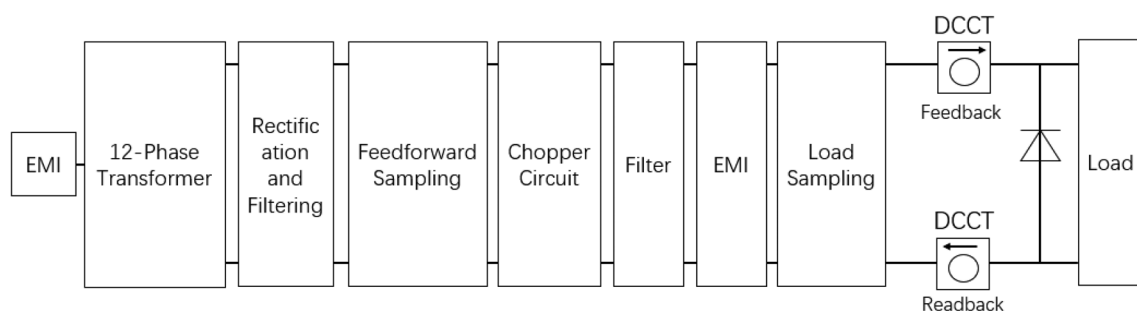 EMI
12-Phase
Transformer
Rectific
ation
and
Filtering
Feedforward
Sampling
Chopper
Circuit
Filter
EMI
Load
Sampling
DCCT
Feedback
DCCT
Readback
Load